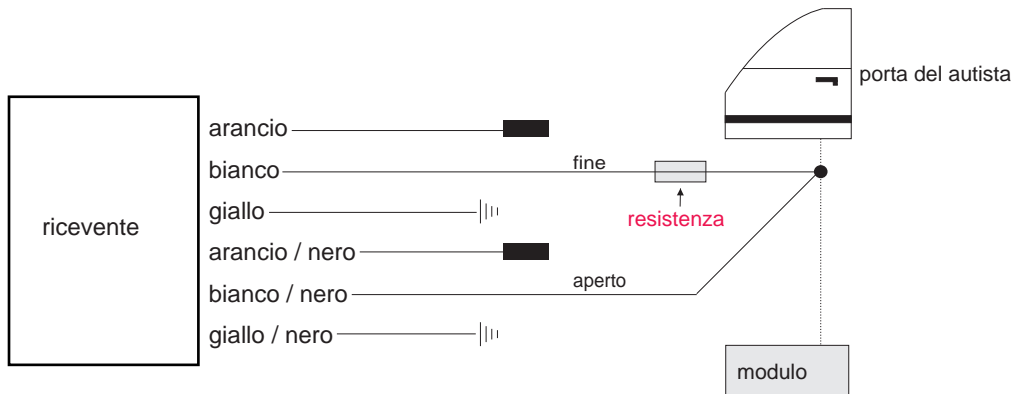 porta del autista
arancio
bianco
fine
giallo
resistenza
ricevente
arancio / nero
aperto
bianco / nero
giallo / nero
modulo